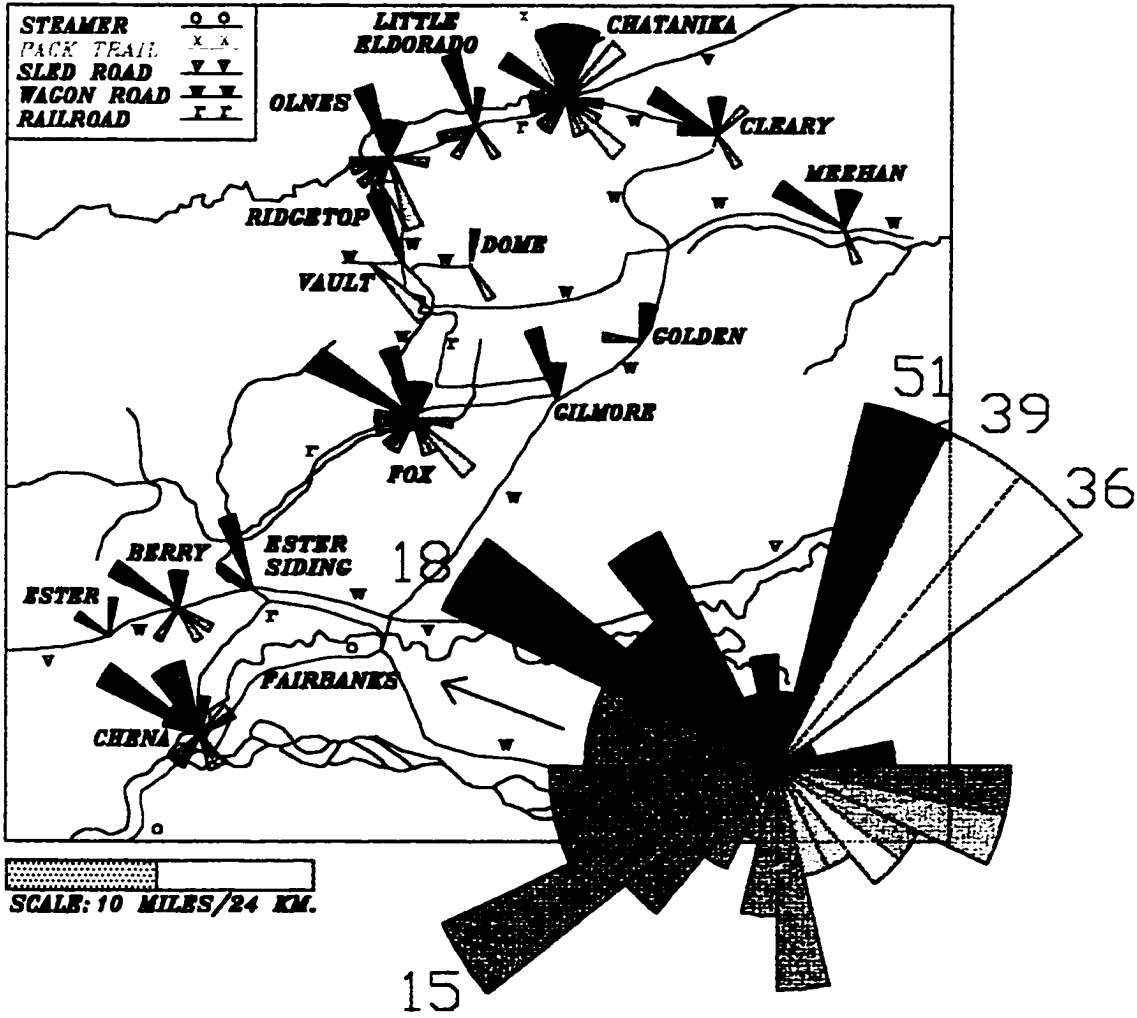 STEAMER
PACK TRAIL
SLED ROAD
WAGON ROAD
RAILROAD
LITTLE
ELDORADO
CHATANIKA
OLNES
CLEARY
MEEHAN
RIDGETOP
DOME
VAULT
GOLDEN
GILMORE
51
39
FOX
36
BERRY
ESTER
SIDING
18
ESTER
FAIRBANKS
CHENA
SCALE: 10 MILES/24 KM.
15